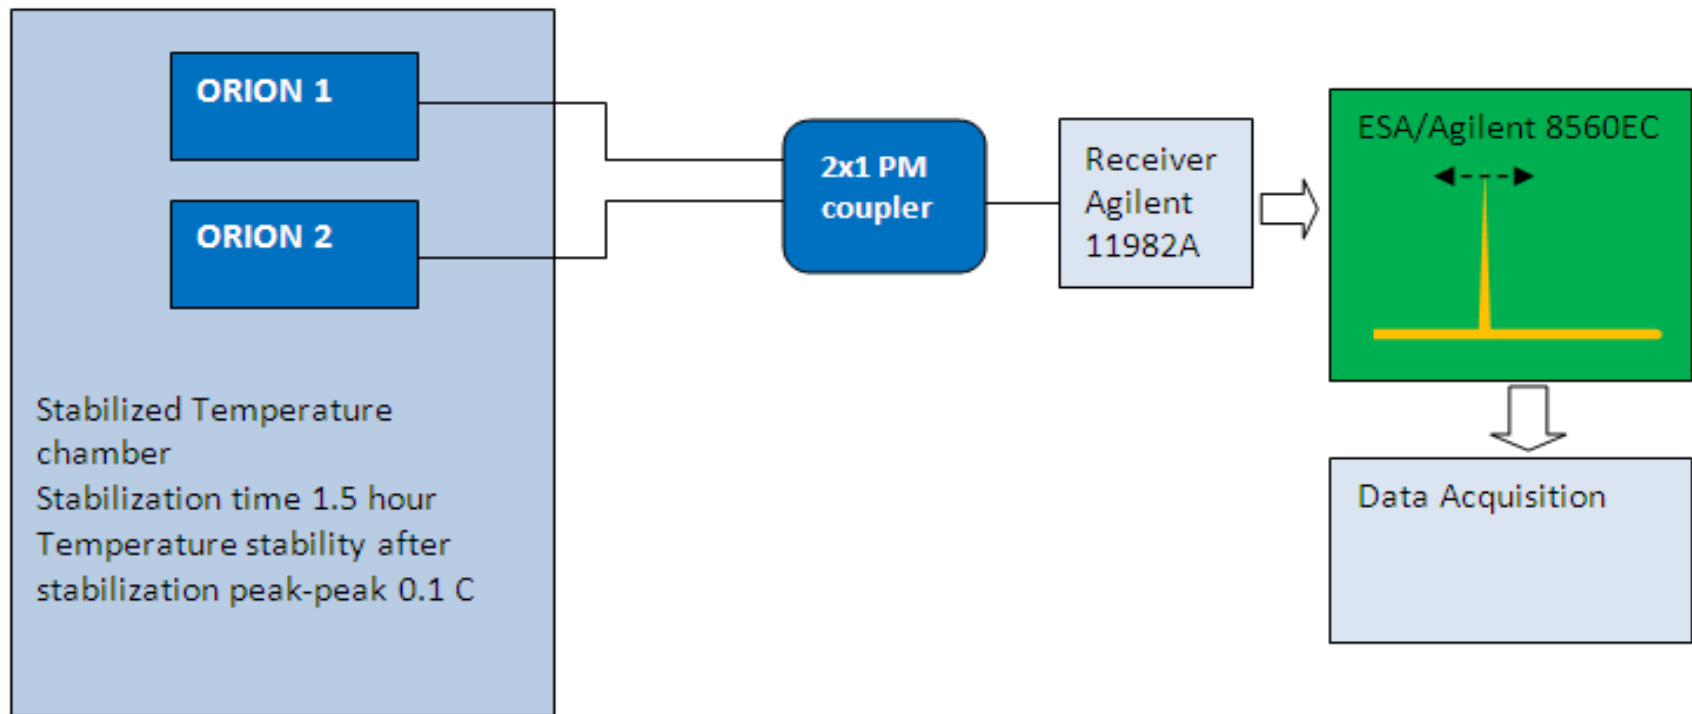 ORION 1
ORION 2
Stabilized Temperature
chamber
Stabilization time 1.5 hour
Temperature stability after
stabilization peak-peak 0.1 C
2x1 PM
coupler
Receiver
Agilent
11982A
ESA/Agilent 8560EC
Data Acquisition